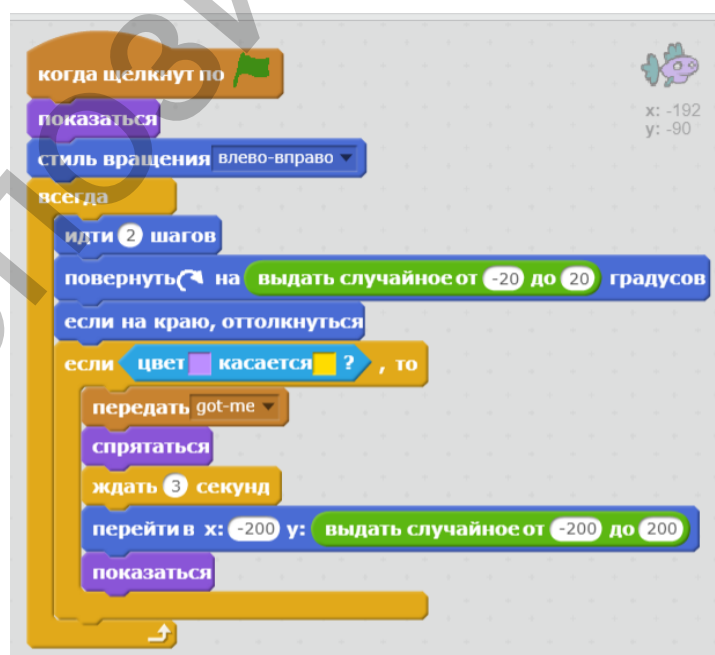 когда щелкнут по
показаться
x: -192
y: -90
стиль вращения влево-вправо
всегда
идти 2 шагов
повернуть на выдать случайное от -20 до 20 градусов
если на краю, оттолкнуться
если цвет касается ? , то
передать got-me
спрятаться
ждать 3 секунд
перейти в x: -200 y: выдать случайное от -200 до 200
показаться